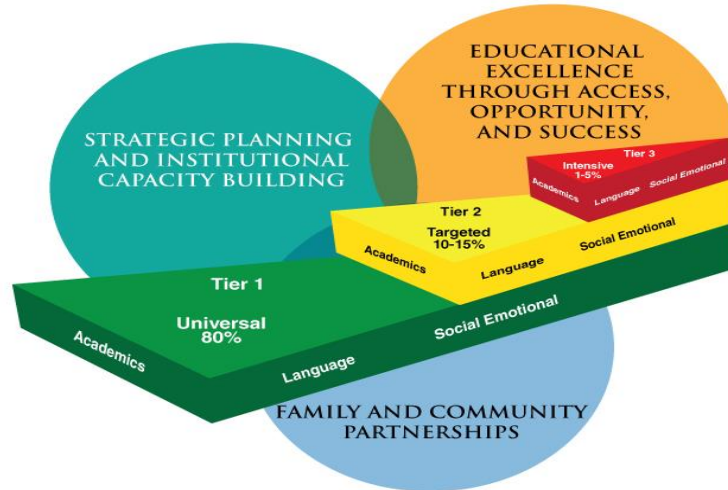 EDUCATIONAL
EXCELLENCE
THROUGH ACCESS,
OPPORTUNITY,
AND SUCCESS
STRATEGIC PLANNING
AND INSTITUTIONAL
CAPACITY BUILDING
Tier 3
Intensive
1-5%
Academics
Language
Social Emotional
Tier 2
Targeted
10-15%
Academics
Language
Social Emotional
Tier 1
Universal
80%
Academics
Language
Social Emotional
FAMILY AND COMMUNITY
PARTNERSHIPS